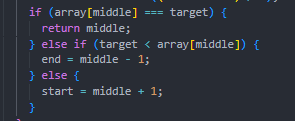 if (array[middle] === target) {
return middle;
} else if (target < array[middle]) {
end = middle - 1;
} else {
start = middle + 1;
}